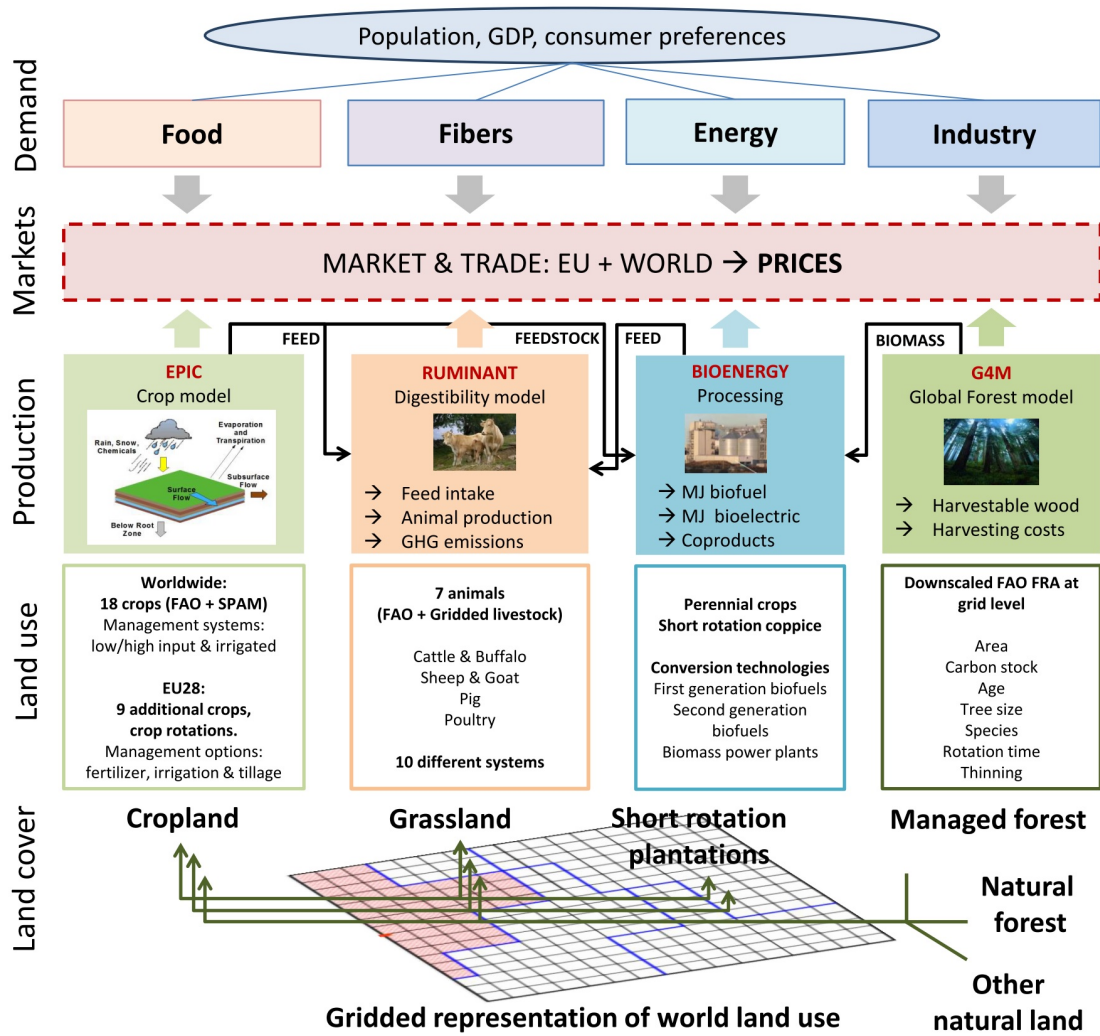 Population, GDP, consumer preferences
Demand
Food
Fibers
Energy
Industry
Markets
MARKET & TRADE: EU + WORLD → PRICES
FEED
FEEDSTOCK
FEED
BIOMASS
Production
EPIC
Crop model
Rain, Snow,
Chemicals
Evaporation
and
Transpiration
Subsurface
Flow
Surface
Flow
Below Root
Zone
RUMINANT
Digestibility model
→ Feed intake
→ Animal production
→ GHG emissions
BIOENERGY
Processing
→ MJ biofuel
→ MJ bioelectric
→ Coproducts
G4M
Global Forest model
→ Harvestable wood
→ Harvesting costs
Land use
Worldwide:
18 crops (FAO + SPAM)
Management systems:
low/high input & irrigated
EU28:
9 additional crops,
crop rotations.
Management options:
fertilizer, irrigation & tillage
7 animals
(FAO + Gridded livestock)
Cattle & Buffalo
Sheep & Goat
Pig
Poultry
10 different systems
Perennial crops
Short rotation coppice
Conversion technologies
First generation biofuels
Second generation
biofuels
Biomass power plants
Downscaled FAO FRA at
grid level
Area
Carbon stock
Age
Tree size
Species
Rotation time
Thinning
Land cover
Cropland
Grassland
Short rotation
plantations
Managed forest
Natural
forest
Other
natural land
Gridded representation of world land use